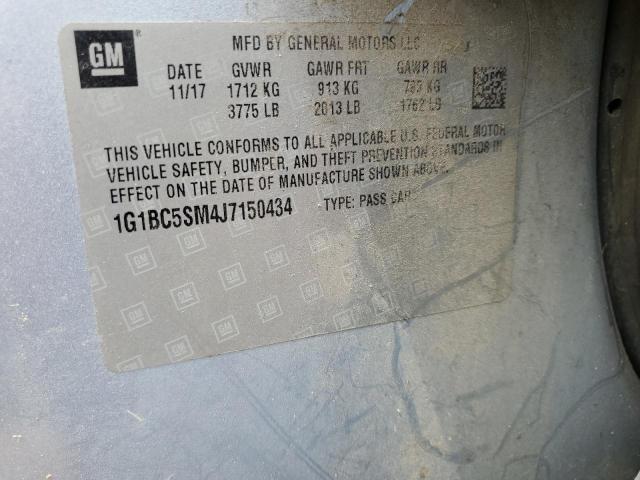 GM
MFD BY GENERAL MOTORS LLC
DATE GVWR GAWR FRT GAWR RR
11/17 1712 KG 913 KG KG
3775 LB 2013 LB 1762 LB
THIS VEHICLE CONFORMS TO ALL APPLICABLE U.S. FEDERAL MOTOR
VEHICLE SAFETY, BUMPER, AND THEFT PREVENTION STANDARDS IN
EFFECT ON THE DATE OF MANUFACTURE SHOWN ABOVE.
1G1BC5SM4J7150434 TYPE: PASS CAR